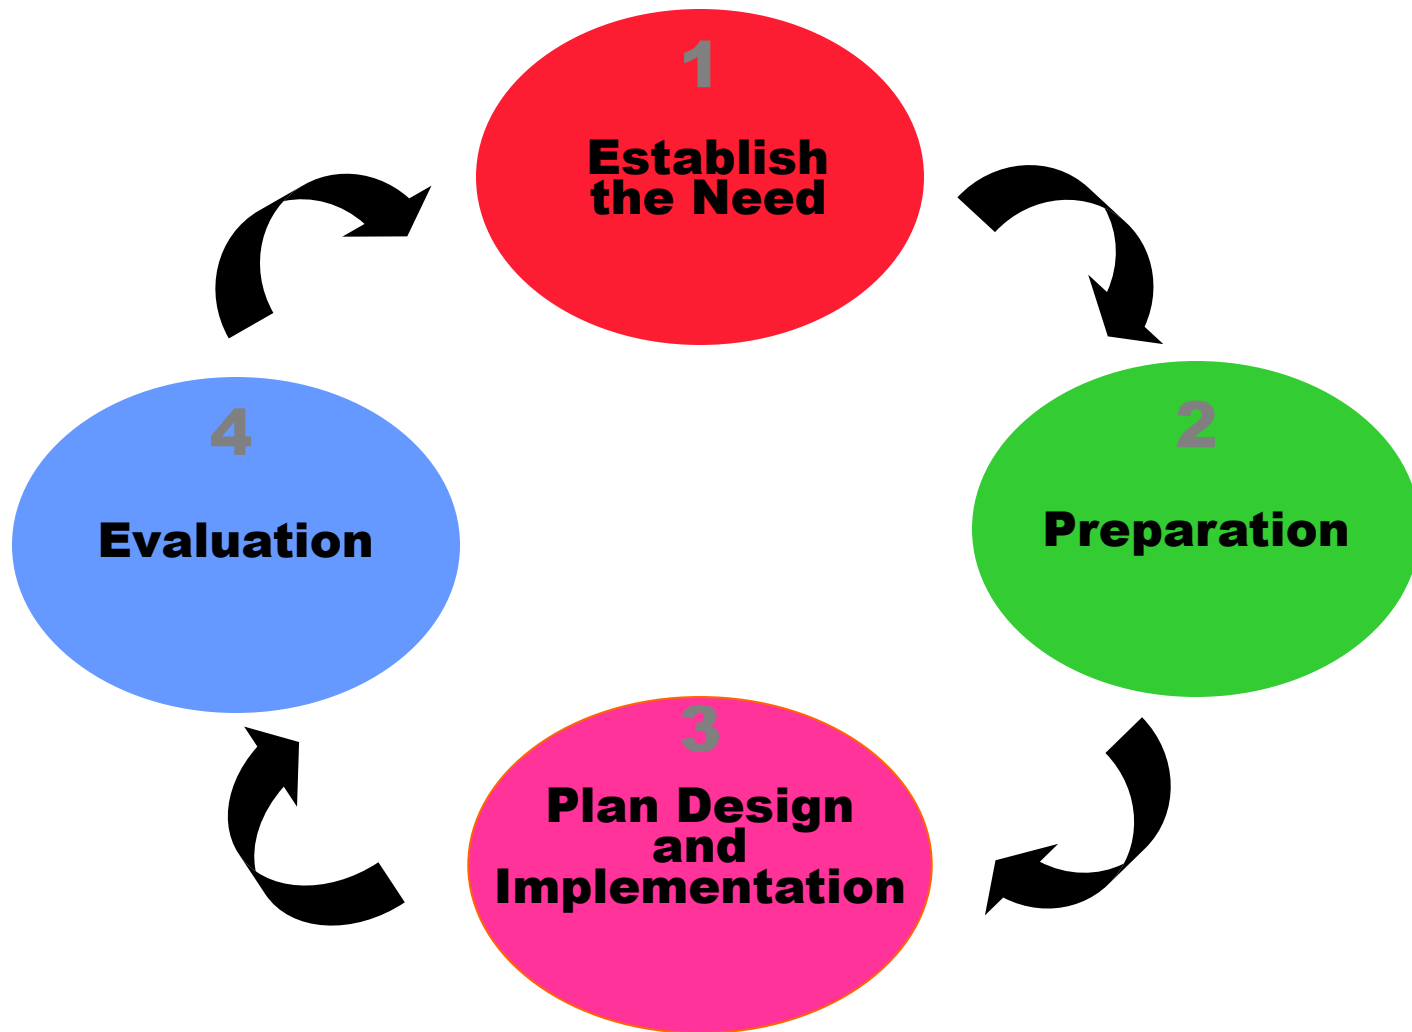 1
Establish
the Need
2
Preparation
3
Plan Design
and
Implementation
4
Evaluation